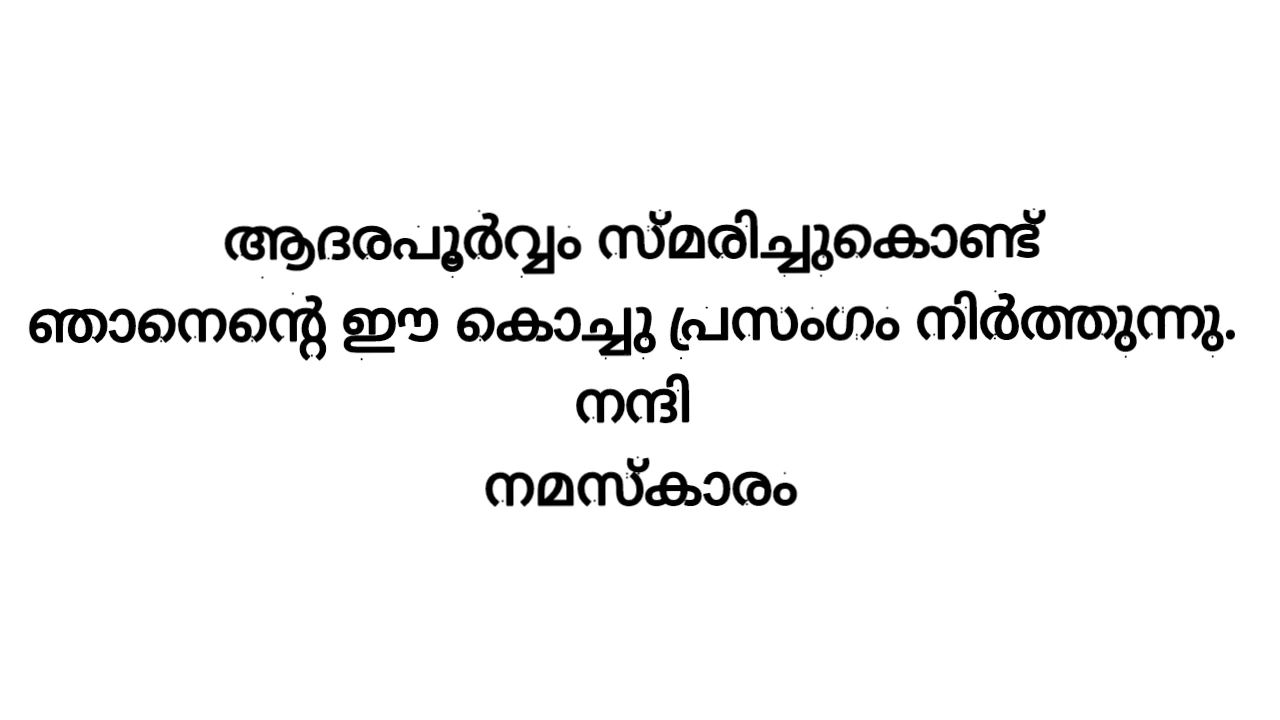 ആദരപൂർവ്വം സ്മരിച്ചുകൊണ്ട്
ഞാനെന്റെ ഈ കൊച്ചു പ്രസംഗം നിർത്തുന്നു.
നന്ദി
നമസ്കാരം